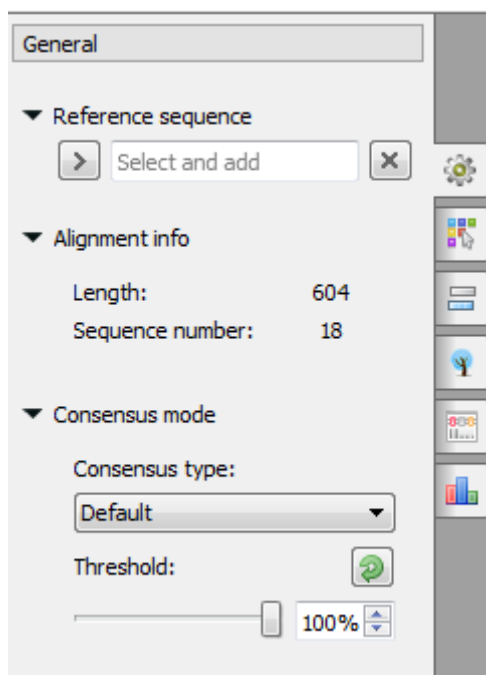 General
Reference sequence
Select and add
Alignment info
Length: 604
Sequence number: 18
Consensus mode
Consensus type:
Default
Threshold:
100%